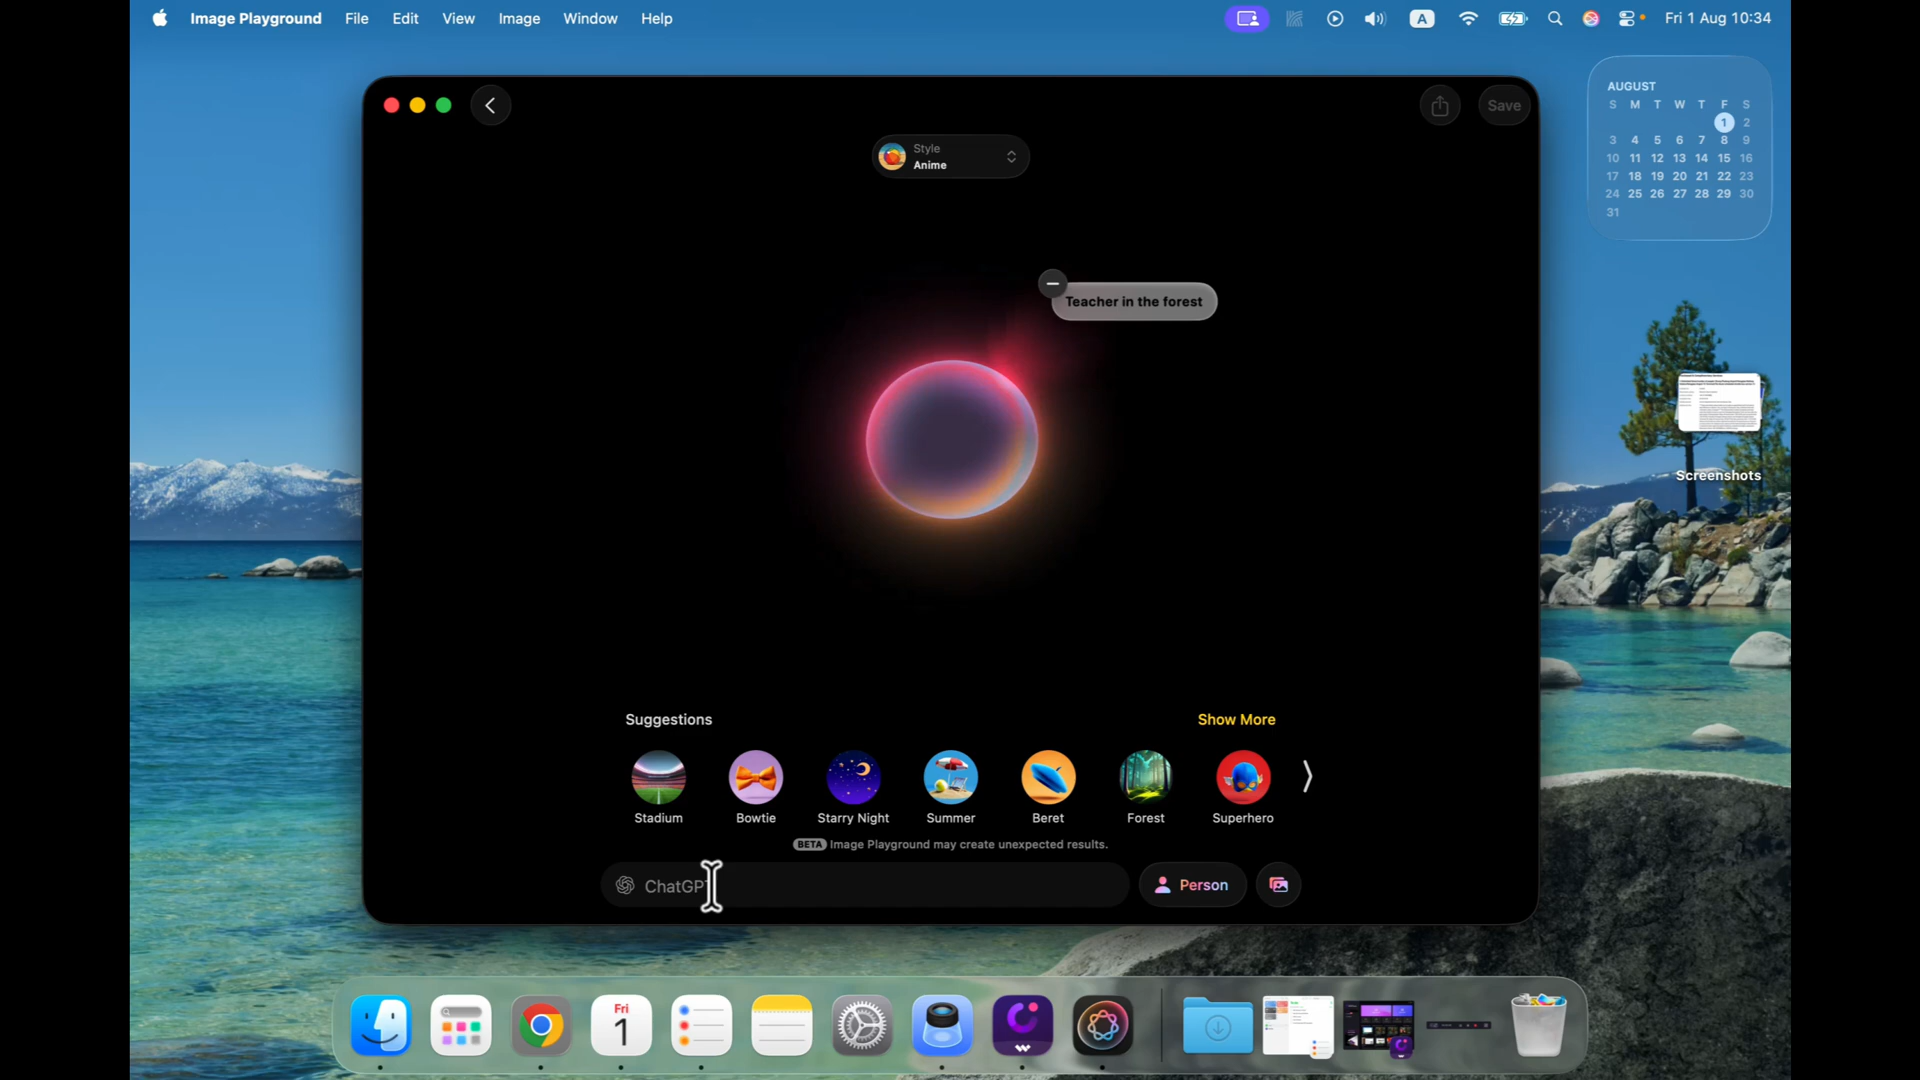 Image Playground File Edit View Image Window Help A Fri 1 Aug 10:34
AUGUST
S M T W T F S
1 2
3 4 5 6 7 8 9
10 11 12 13 14 15 16
17 18 19 20 21 22 23
24 25 26 27 28 29 30
31
Save
Style
Anime
Teacher in the forest
Screenshots
Suggestions Show More
Stadium Bowtie Starry Night Summer Beret Forest Superhero
BETA Image Playground may create unexpected results.
ChatGPT Person
Fri
1